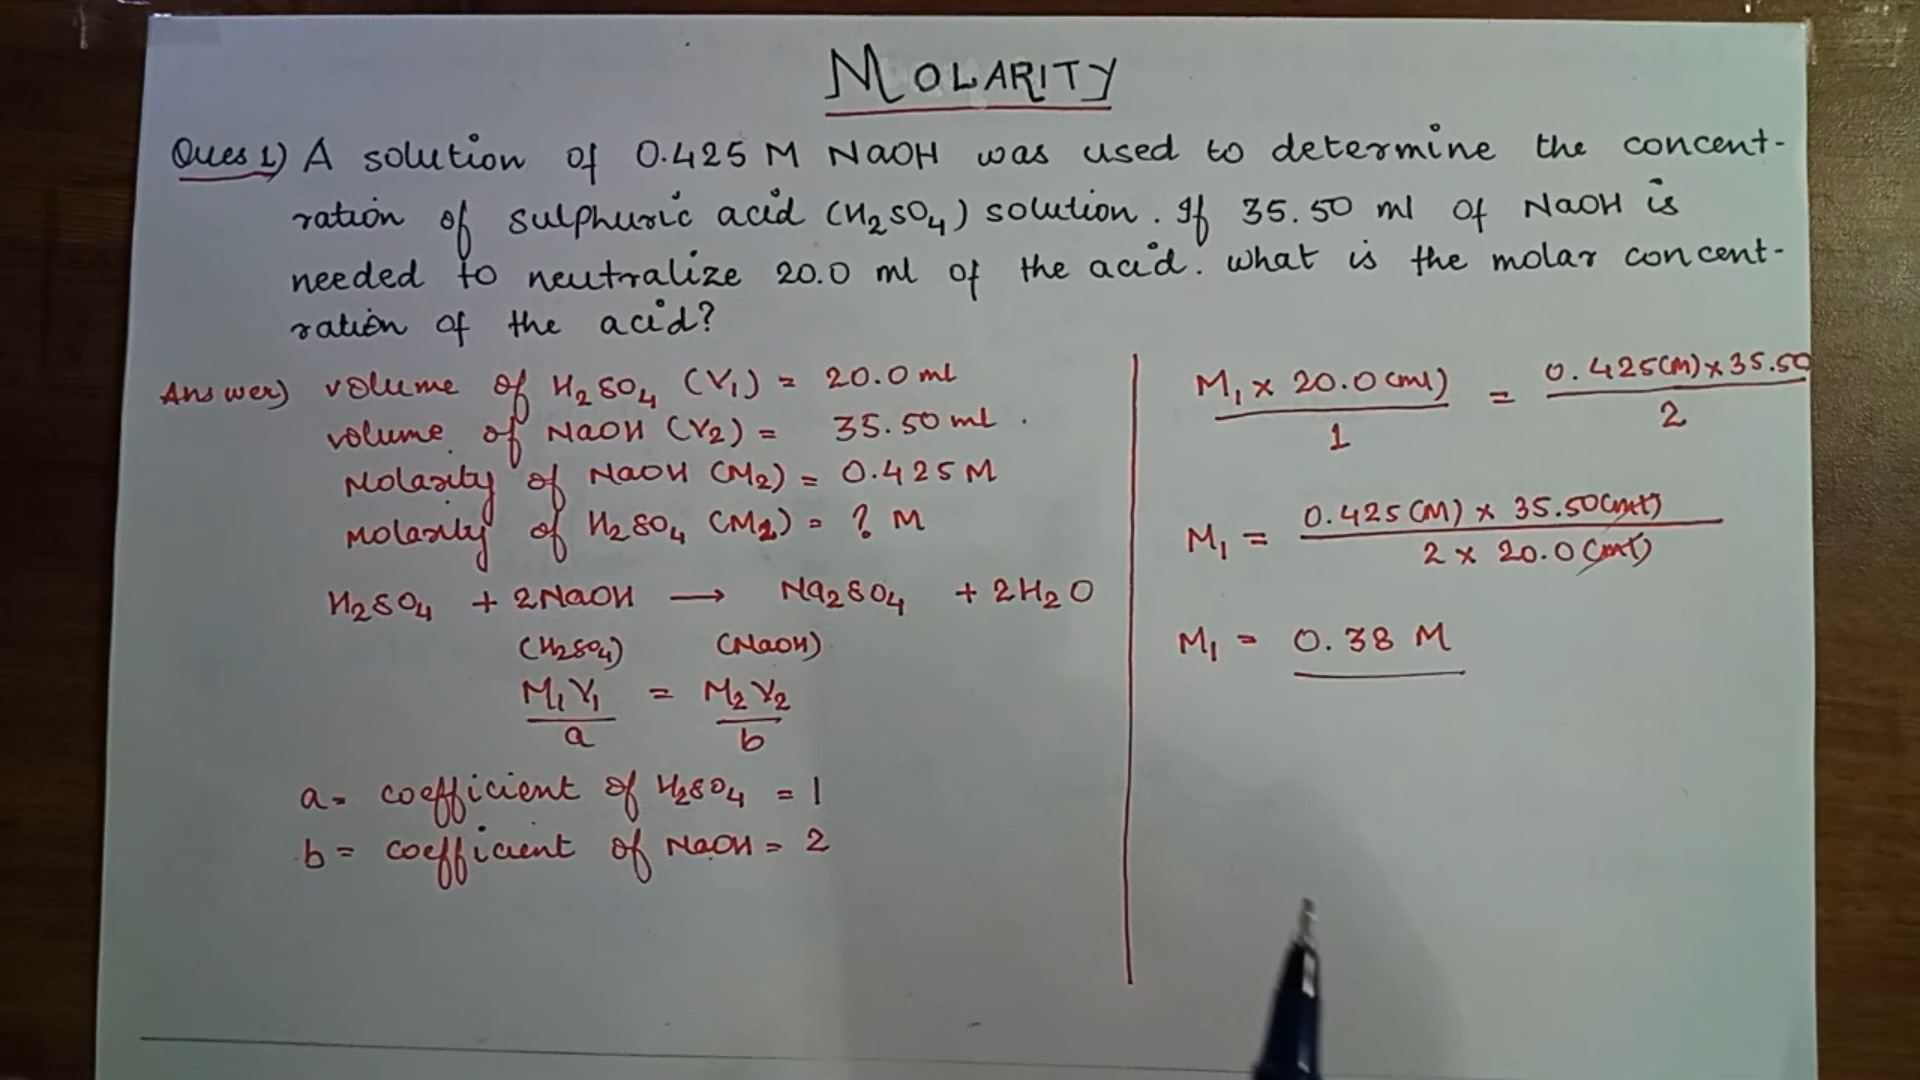 MOLARITY
Ques 1) A solution of 0.425 M NaOH was used to determine the concent-
ration of sulphuric acid (H2SO4) solution. If 35.50 ml of NaOH is
needed to neutralize 20.0 ml of the acid. What is the molar concent-
ration of the acid?
Answer) volume of H2SO4 (V1) = 20.0 ml
volume of NaOH (V2) = 35.50 ml.
Molarity of NaOH (M2) = 0.425 M
Molarity of H2SO4 (M1) = ? M
H2SO4 + 2NaOH → Na2SO4 + 2H2O
(H2SO4) (NaOH)
M1V1 = M2V2
a b
a = coefficient of H2SO4 = 1
b = coefficient of NaOH = 2
M1 x 20.0 (ml) = 0.425 (M) x 35.50
1 2
M1 = 0.425 (M) x 35.50 (ml)
2 x 20.0 (ml)
M1 = 0.38 M